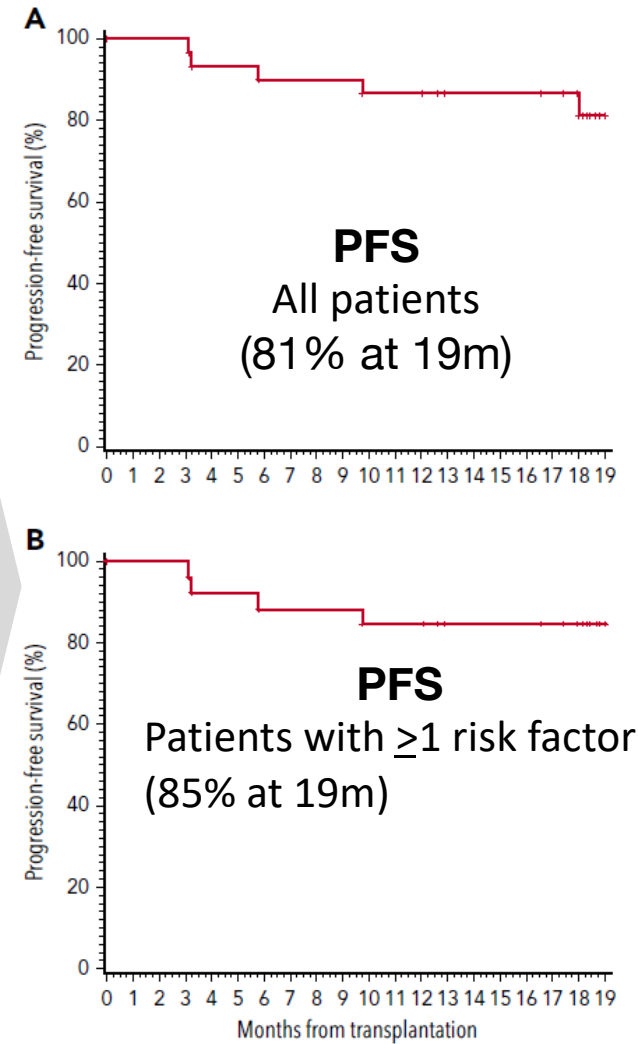 A
Progression-free survival (%)
100
80
60
40
20
0
PFS
All patients
(81% at 19m)
0 1 2 3 4 5 6 7 8 9 10 11 12 13 14 15 16 17 18 19
B
Progression-free survival (%)
100
80
60
40
20
0
PFS
Patients with ≥1 risk factor
(85% at 19m)
0 1 2 3 4 5 6 7 8 9 10 11 12 13 14 15 16 17 18 19
Months from transplantation